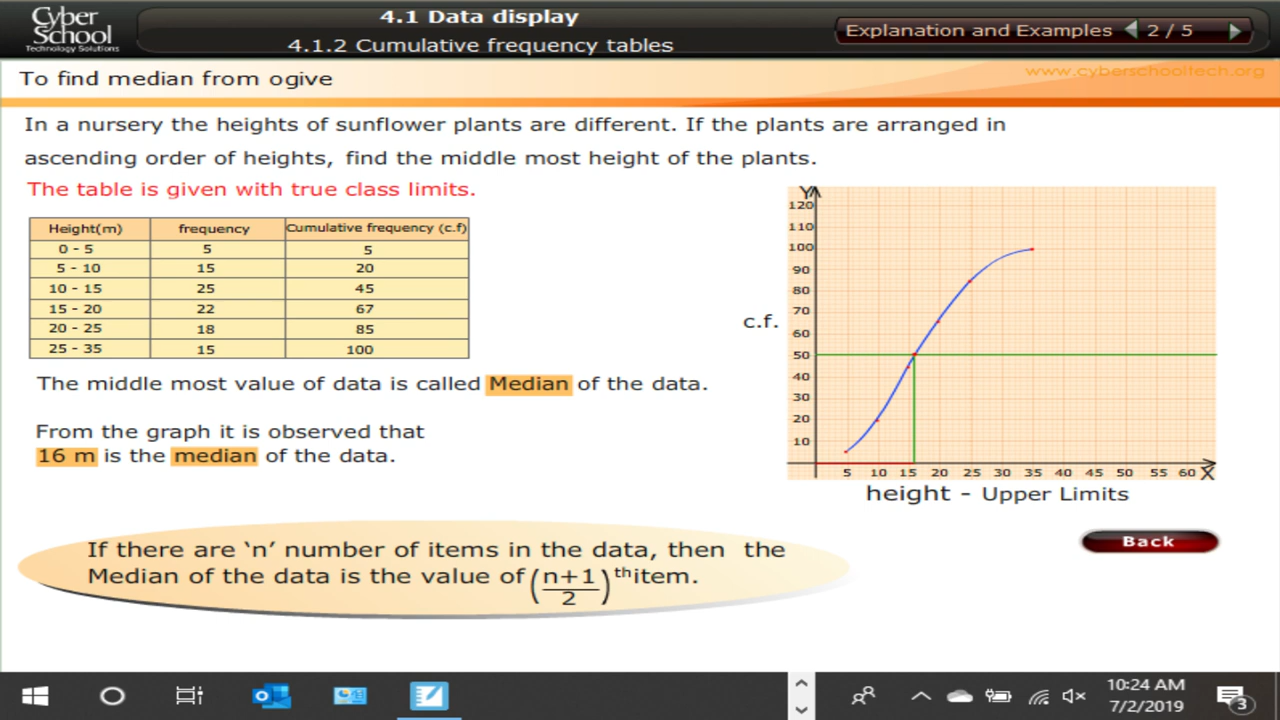 Cyber
School
Technology Solutions
4.1 Data display
4.1.2 Cumulative frequency tables
Explanation and Examples 2 / 5
To find median from ogive
www.cyberschooltech.org
In a nursery the heights of sunflower plants are different. If the plants are arranged in
ascending order of heights, find the middle most height of the plants.
The table is given with true class limits.
Height(m) frequency Cumulative frequency (c.f)
0 - 5 5 5
5 - 10 15 20
10 - 15 25 45
15 - 20 22 67
20 - 25 18 85
25 - 35 15 100
Y
120
110
100
90
80
70
c.f.
60
50
40
30
20
10
5 10 15 20 25 30 35 40 45 50 55 60 X
height - Upper Limits
The middle most value of data is called Median of the data.
From the graph it is observed that
16 m is the median of the data.
Back
If there are ‘n’ number of items in the data, then the
Median of the data is the value of (n+1/2)th item.
10:24 AM
7/2/2019
3